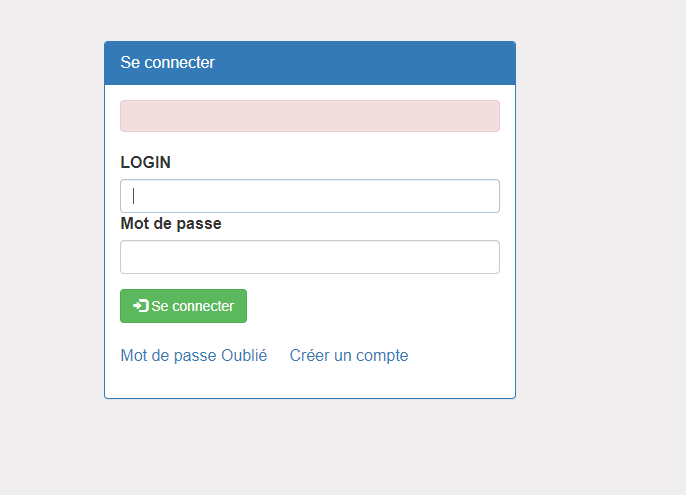 Se connecter
LOGIN
Mot de passe
Se connecter
Mot de passe Oublié Créer un compte